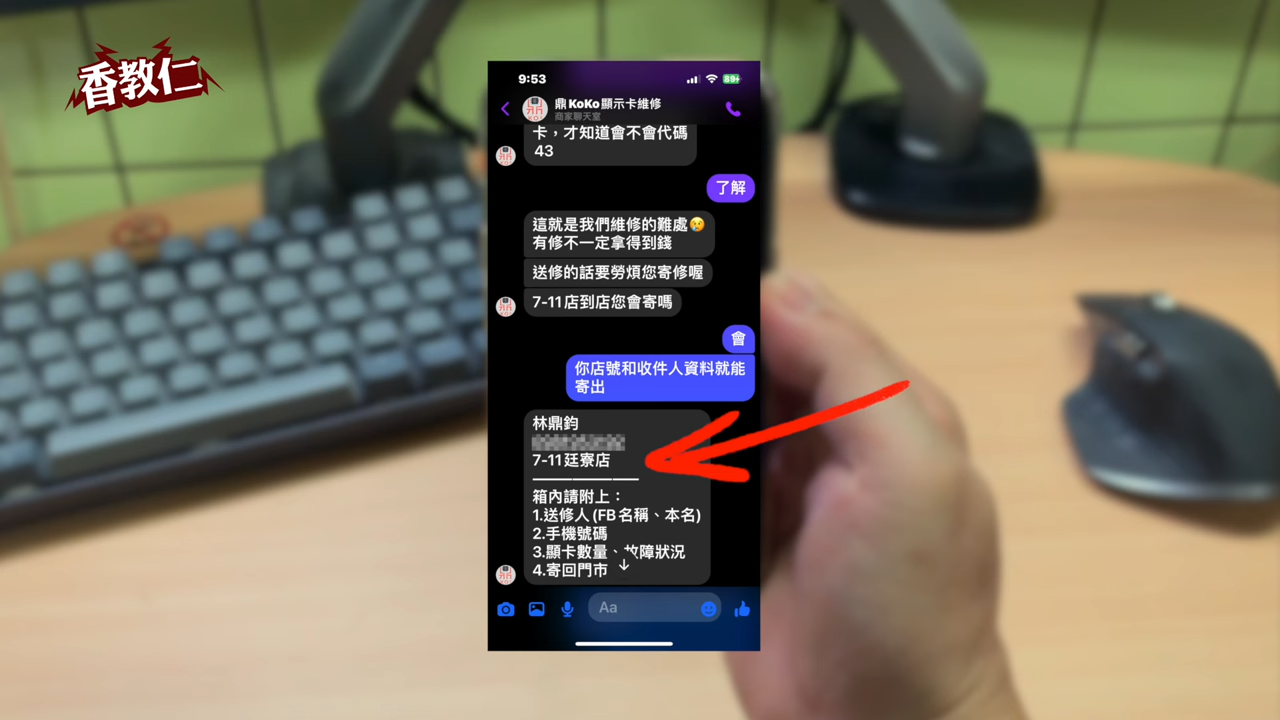 香教仁
9:53
89+
鼎KoKo顯示卡維修
商家聊天室
卡，才知道會不會代碼
43
了解
這就是我們維修的難處😢
有修不一定拿得到錢
送修的話要勞煩您寄修喔
7-11店到店您會寄嗎
會
你店號和收件人資料就能
寄出
林鼎鈞
7-11廷寮店
箱內請附上：
1.送修人(FB名稱、本名)
2.手機號碼
3.顯卡數量、故障狀況
4.寄回門市
Aa